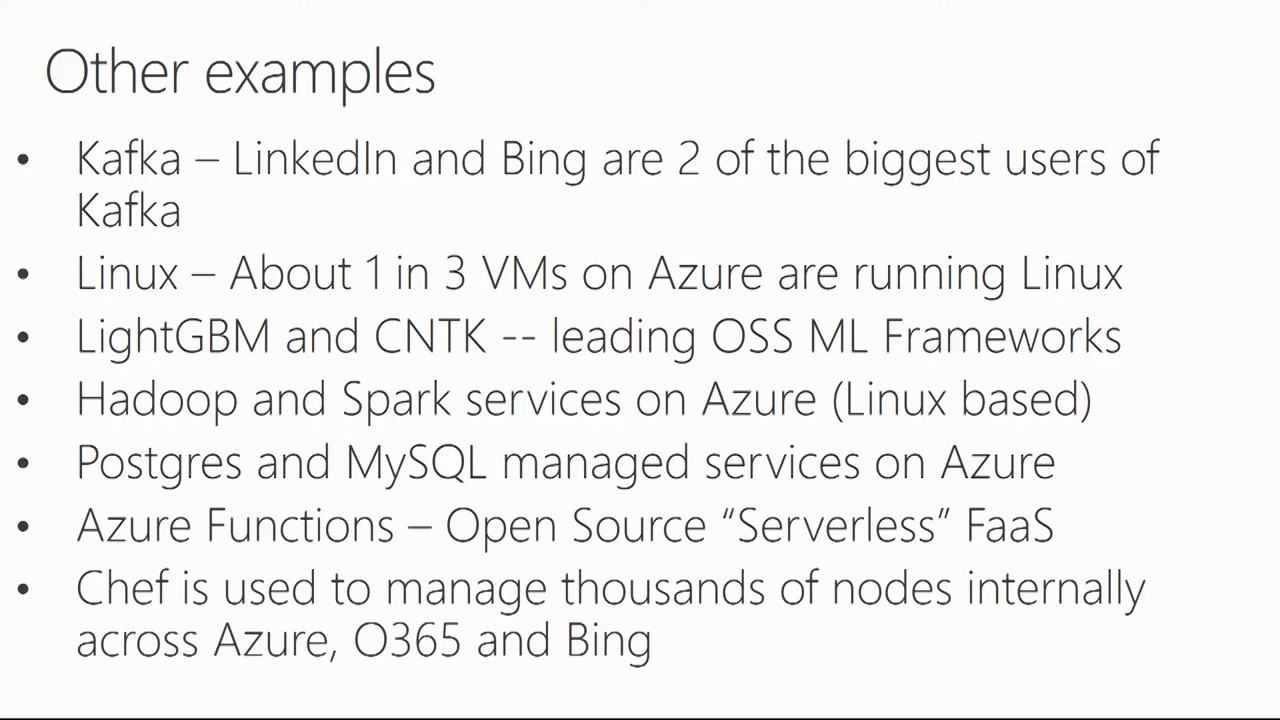 Other examples
• Kafka – LinkedIn and Bing are 2 of the biggest users of
Kafka
• Linux – About 1 in 3 VMs on Azure are running Linux
• LightGBM and CNTK -- leading OSS ML Frameworks
• Hadoop and Spark services on Azure (Linux based)
• Postgres and MySQL managed services on Azure
• Azure Functions – Open Source “Serverless” FaaS
• Chef is used to manage thousands of nodes internally
across Azure, O365 and Bing